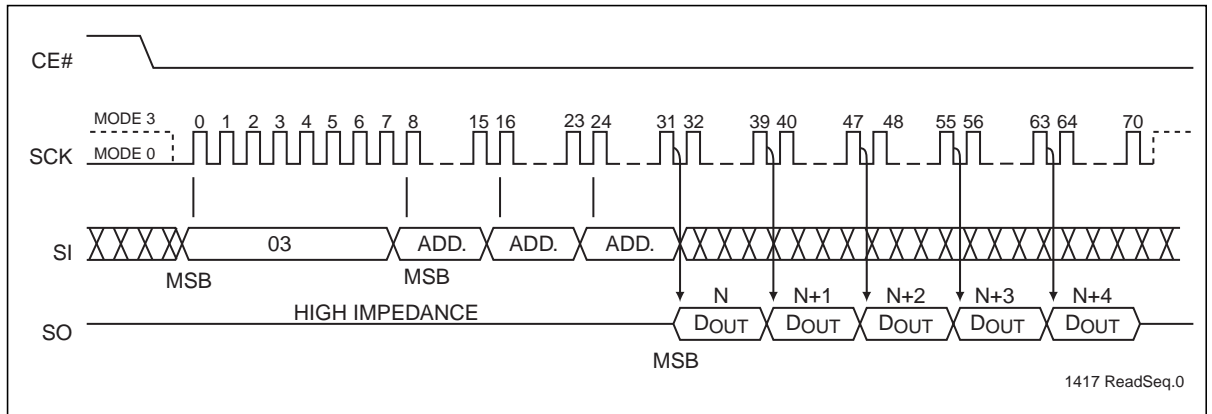 CE#
MODE 3
0 1 2 3 4 5 6 7 8 15 16 23 24 31 32 39 40 47 48 55 56 63 64 70
SCK MODE 0
SI 03 ADD. ADD. ADD.
MSB MSB
HIGH IMPEDANCE N N+1 N+2 N+3 N+4
SO DOUT DOUT DOUT DOUT DOUT
MSB
1417 ReadSeq.0